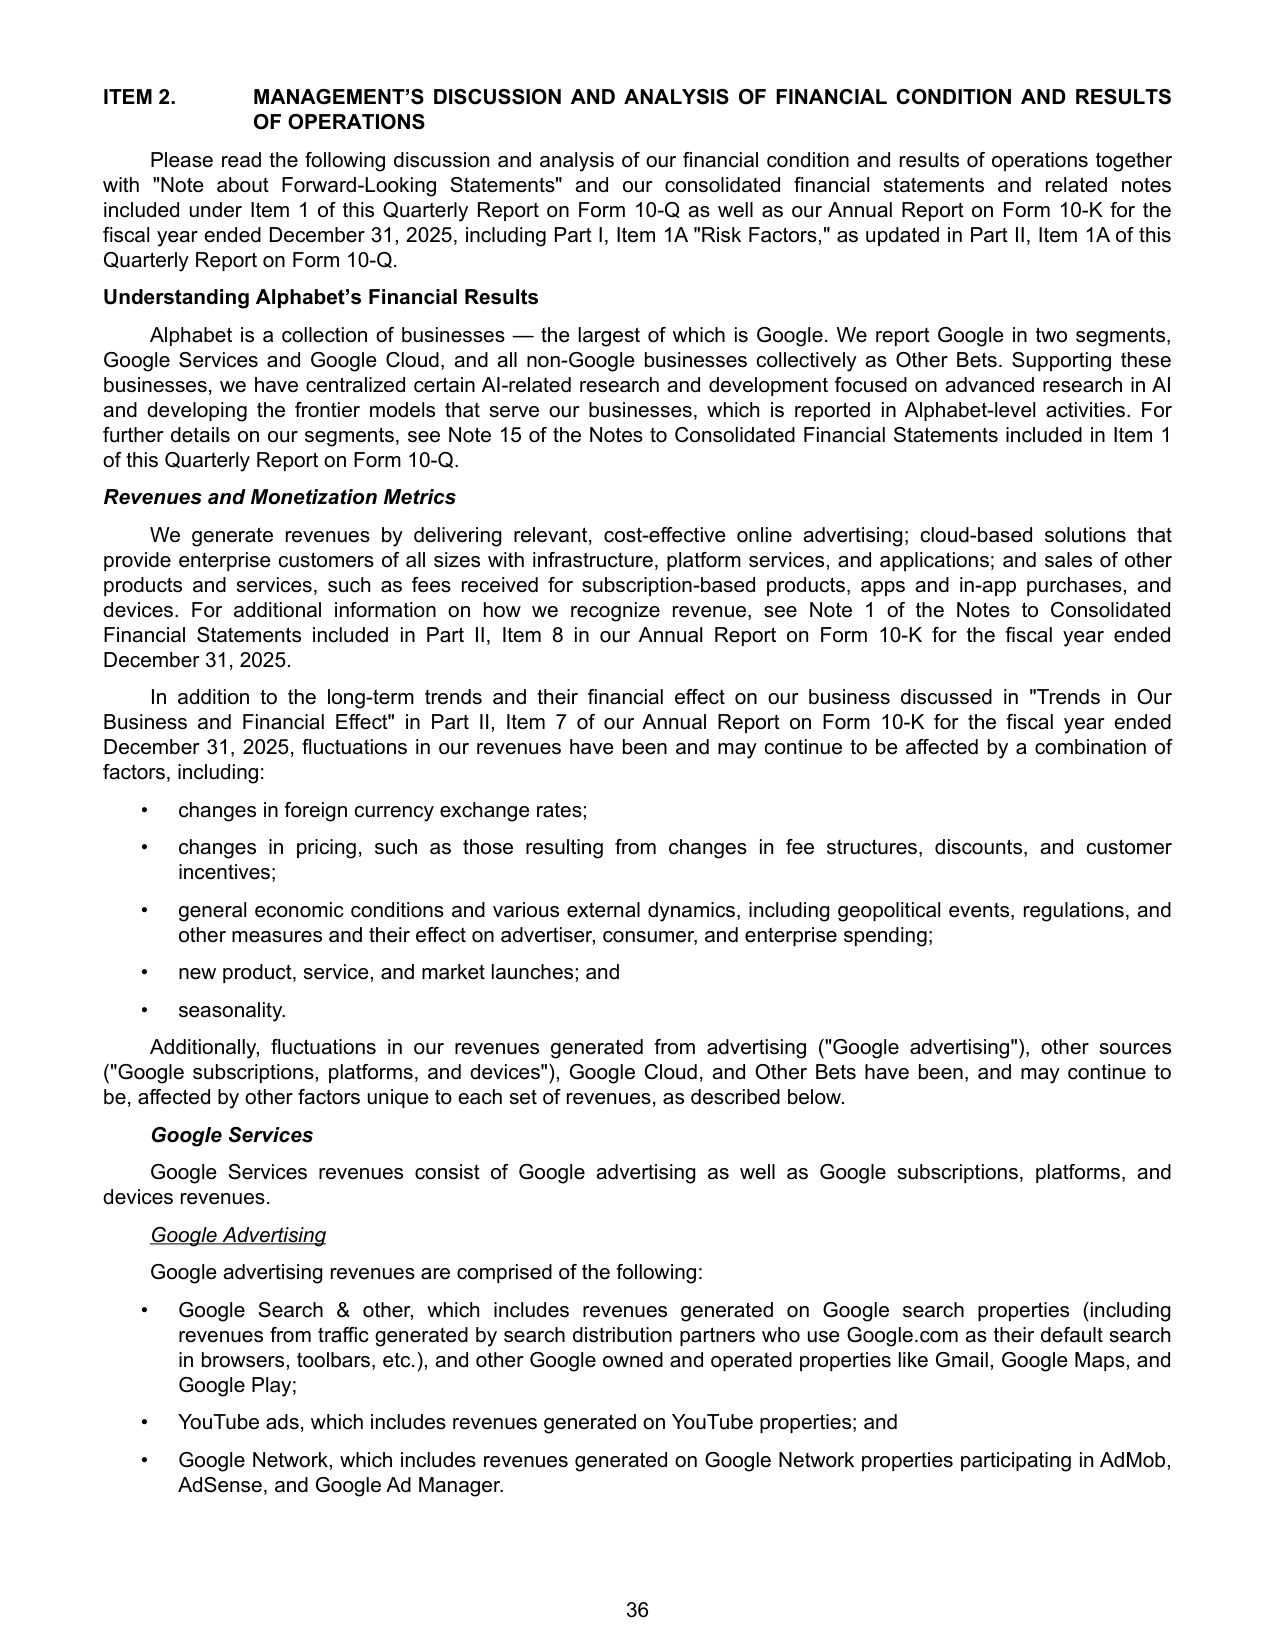 ITEM 2. MANAGEMENT’S DISCUSSION AND ANALYSIS OF FINANCIAL CONDITION AND RESULTS
OF OPERATIONS
Please read the following discussion and analysis of our financial condition and results of operations together
with "Note about Forward-Looking Statements" and our consolidated financial statements and related notes
included under Item 1 of this Quarterly Report on Form 10-Q as well as our Annual Report on Form 10-K for the
fiscal year ended December 31, 2025, including Part I, Item 1A "Risk Factors," as updated in Part II, Item 1A of this
Quarterly Report on Form 10-Q.
Understanding Alphabet’s Financial Results
Alphabet is a collection of businesses — the largest of which is Google. We report Google in two segments,
Google Services and Google Cloud, and all non-Google businesses collectively as Other Bets. Supporting these
businesses, we have centralized certain AI-related research and development focused on advanced research in AI
and developing the frontier models that serve our businesses, which is reported in Alphabet-level activities. For
further details on our segments, see Note 15 of the Notes to Consolidated Financial Statements included in Item 1
of this Quarterly Report on Form 10-Q.
Revenues and Monetization Metrics
We generate revenues by delivering relevant, cost-effective online advertising; cloud-based solutions that
provide enterprise customers of all sizes with infrastructure, platform services, and applications; and sales of other
products and services, such as fees received for subscription-based products, apps and in-app purchases, and
devices. For additional information on how we recognize revenue, see Note 1 of the Notes to Consolidated
Financial Statements included in Part II, Item 8 in our Annual Report on Form 10-K for the fiscal year ended
December 31, 2025.
In addition to the long-term trends and their financial effect on our business discussed in "Trends in Our
Business and Financial Effect" in Part II, Item 7 of our Annual Report on Form 10-K for the fiscal year ended
December 31, 2025, fluctuations in our revenues have been and may continue to be affected by a combination of
factors, including:
• changes in foreign currency exchange rates;
• changes in pricing, such as those resulting from changes in fee structures, discounts, and customer
incentives;
• general economic conditions and various external dynamics, including geopolitical events, regulations, and
other measures and their effect on advertiser, consumer, and enterprise spending;
• new product, service, and market launches; and
• seasonality.
Additionally, fluctuations in our revenues generated from advertising ("Google advertising"), other sources
("Google subscriptions, platforms, and devices"), Google Cloud, and Other Bets have been, and may continue to
be, affected by other factors unique to each set of revenues, as described below.
Google Services
Google Services revenues consist of Google advertising as well as Google subscriptions, platforms, and
devices revenues.
Google Advertising
Google advertising revenues are comprised of the following:
• Google Search & other, which includes revenues generated on Google search properties (including
revenues from traffic generated by search distribution partners who use Google.com as their default search
in browsers, toolbars, etc.), and other Google owned and operated properties like Gmail, Google Maps, and
Google Play;
• YouTube ads, which includes revenues generated on YouTube properties; and
• Google Network, which includes revenues generated on Google Network properties participating in AdMob,
AdSense, and Google Ad Manager.
36